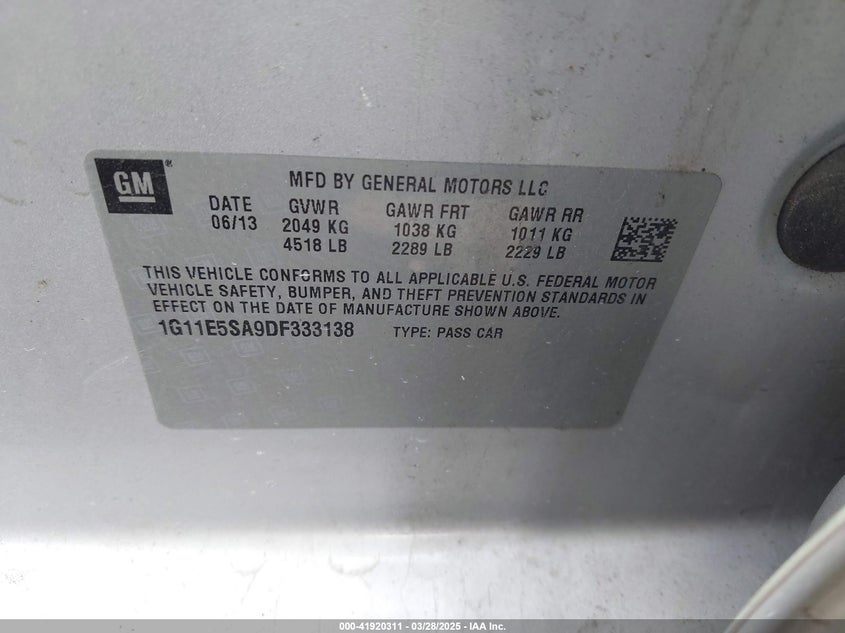 GM®
MFD BY GENERAL MOTORS LLC
DATE GVWR GAWR FRT GAWR RR
06/13 2049 KG 1038 KG 1011 KG
4518 LB 2289 LB 2229 LB
THIS VEHICLE CONFORMS TO ALL APPLICABLE U.S. FEDERAL MOTOR
VEHICLE SAFETY, BUMPER, AND THEFT PREVENTION STANDARDS IN
EFFECT ON THE DATE OF MANUFACTURE SHOWN ABOVE.
1G11E5SA9DF333138 TYPE: PASS CAR
000-41920311 - 03/28/2025 - IAA Inc.